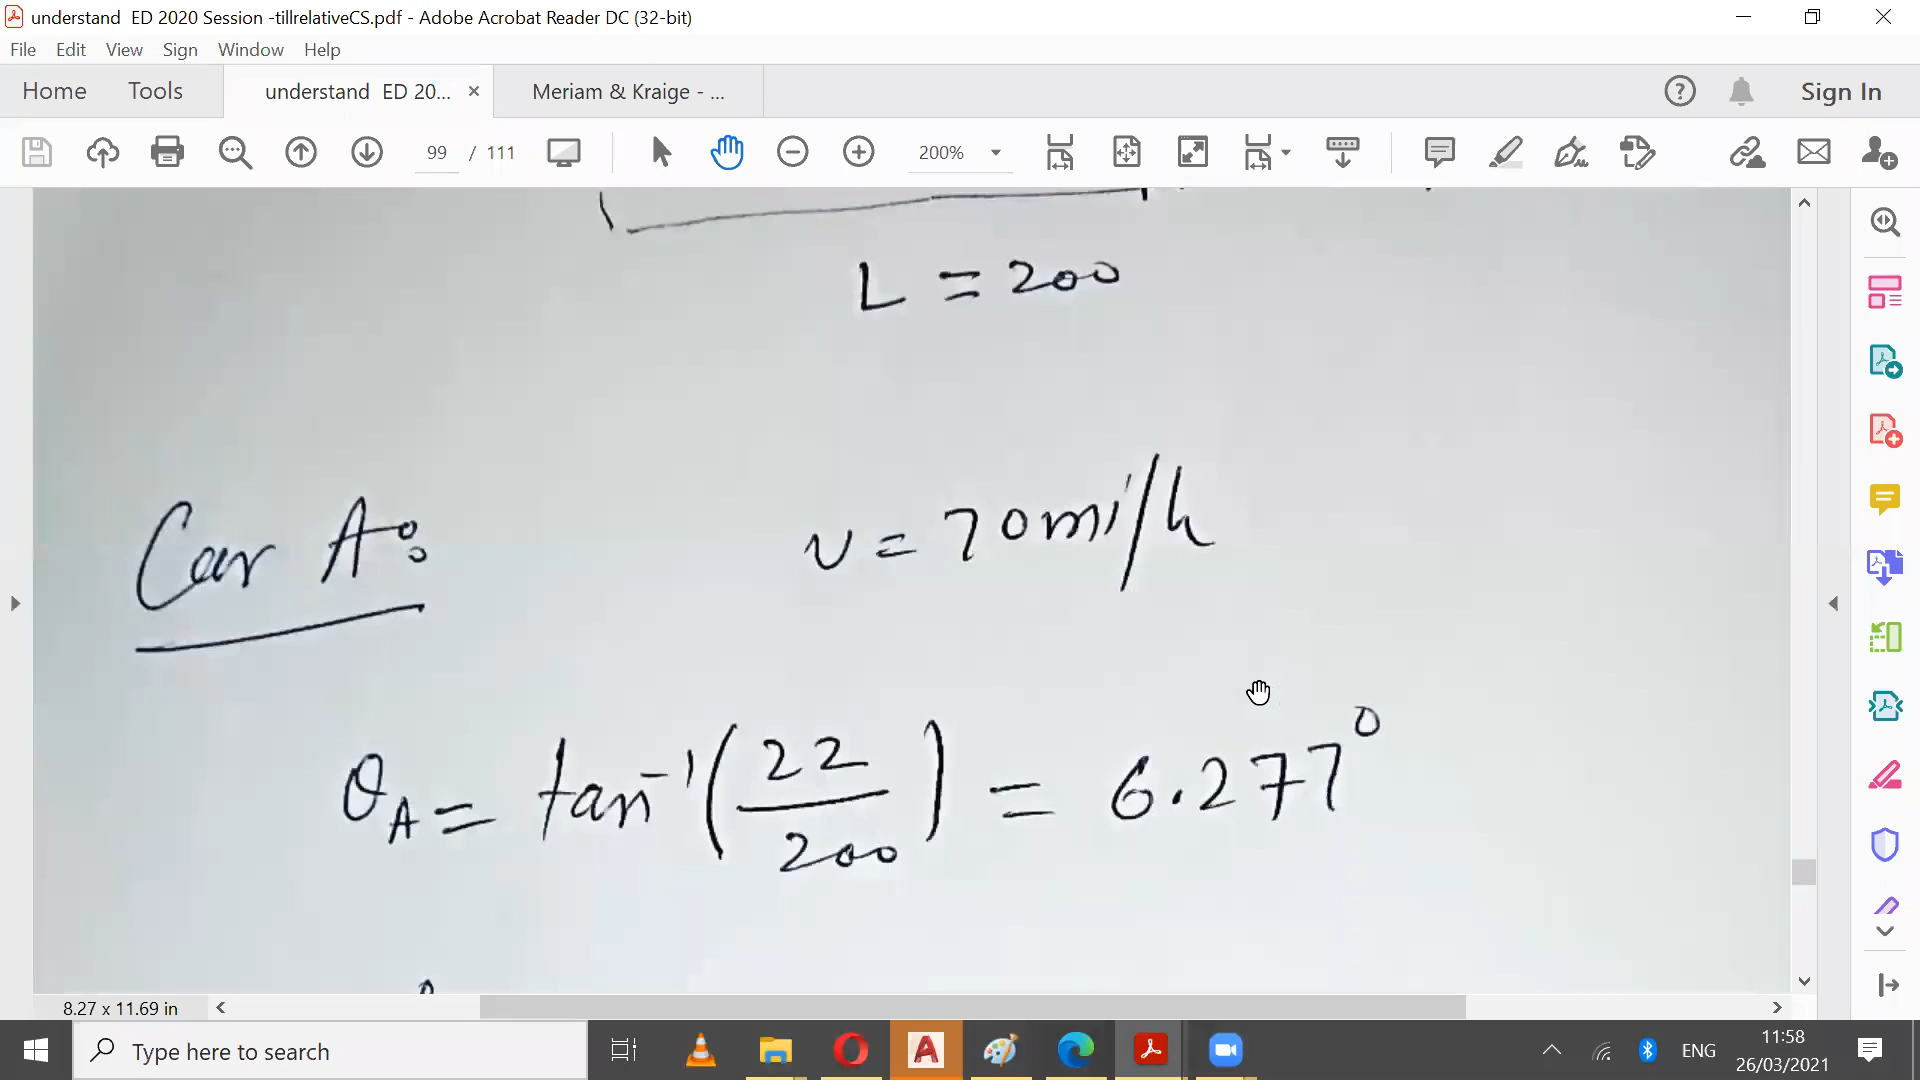 understand ED 2020 Session -tillrelativeCS.pdf - Adobe Acrobat Reader DC (32-bit)
File Edit View Sign Window Help
Home Tools understand ED 20... × Meriam & Kraige - ... Sign In
99 / 111 200%
L = 200
Car A: v = 70mi/h
θA = tan⁻¹(22/200) = 6.277°
8.27 x 11.69 in
Type here to search
ENG
11:58
26/03/2021